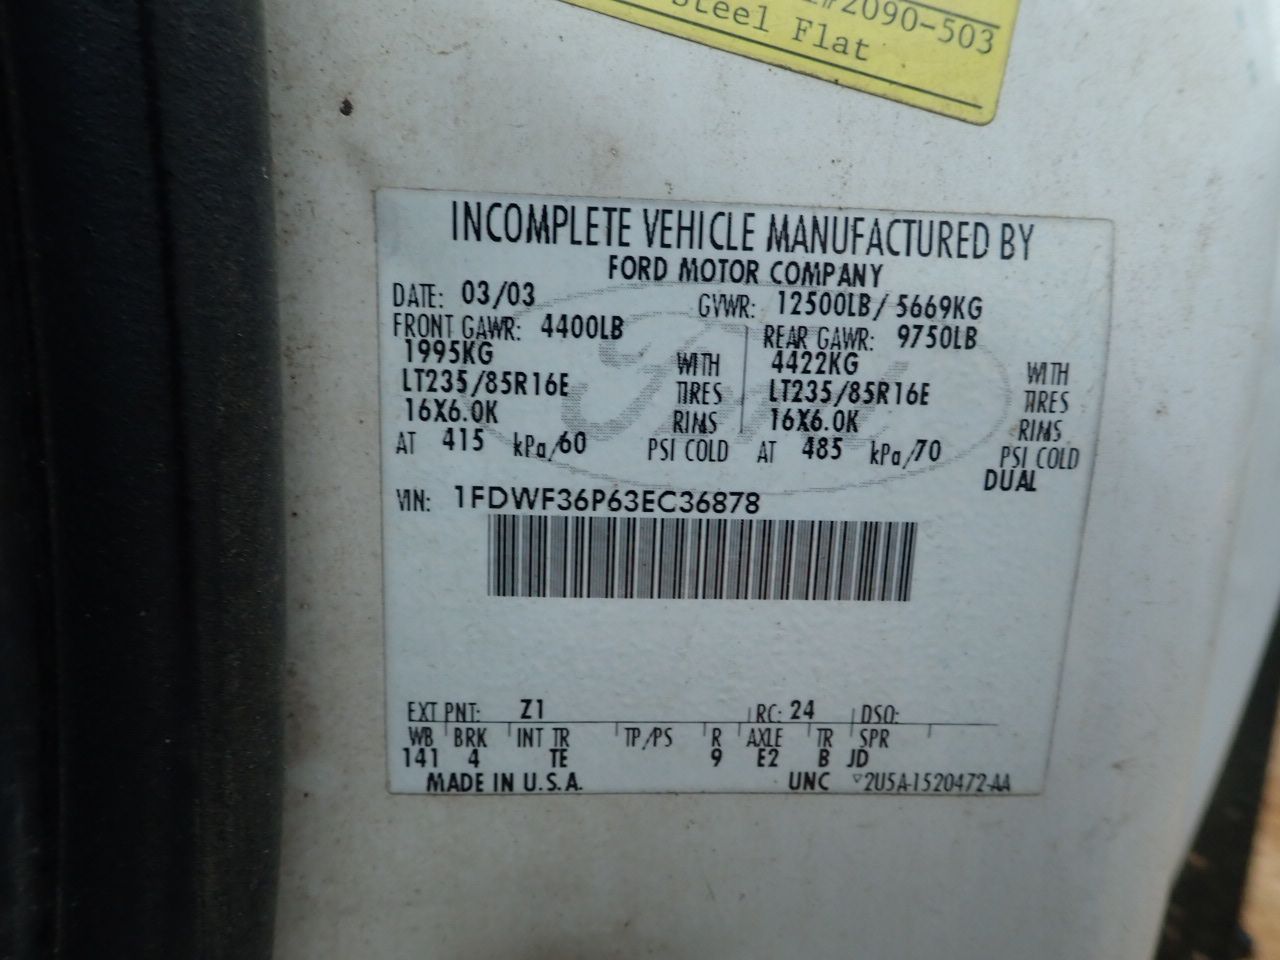 #2090-503
Steel Flat
INCOMPLETE VEHICLE MANUFACTURED BY
FORD MOTOR COMPANY
DATE: 03/03 GVWR: 12500LB/ 5669KG
FRONT GAWR: 4400LB REAR GAWR: 9750LB
1995KG WITH 4422KG WITH
LT235/85R16E TIRES LT235/85R16E TIRES
16X6.0K RIMS 16X6.0K RIMS
AT 415 kPa/60 PSI COLD AT 485 kPa/70 PSI COLD
DUAL
VIN: 1FDWF36P63EC36878
EXT PNT: Z1 RC: 24 DSO:
WB BRK INT TR TP/PS R AXLE TR SPR
141 4 TE 9 E2 B JD
MADE IN U.S.A. UNC 2U5A-1520472-AA